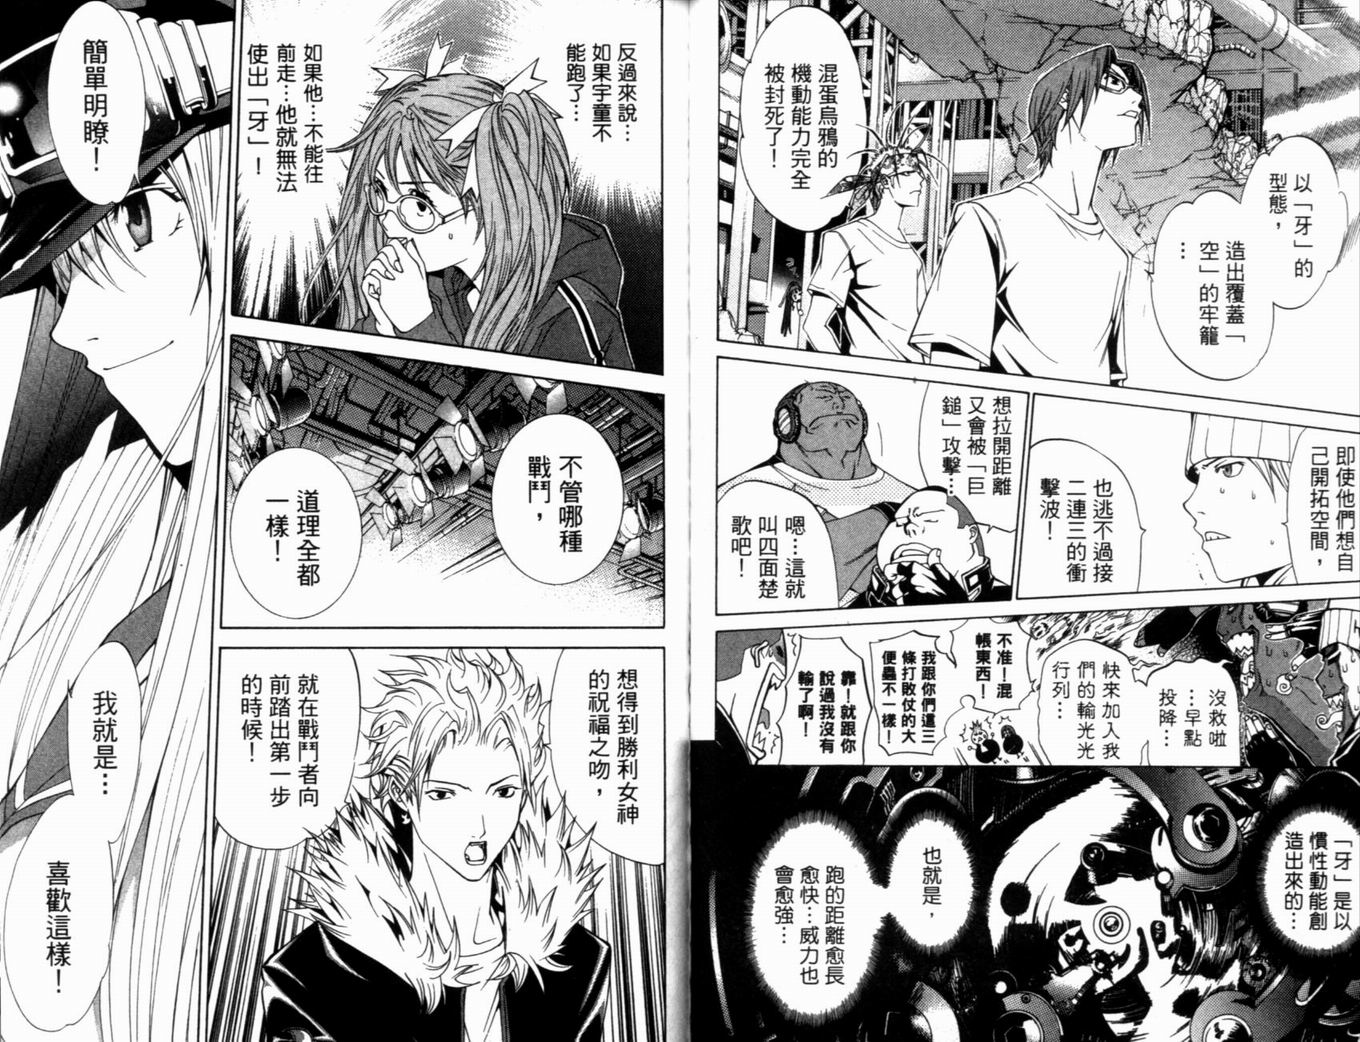 以「牙」的
型態，
造出覆蓋「
空」的牢籠
…
混蛋烏鴉的
機動能力完全
被封死了！
即使他們想自
己開拓空間，
也逃不過接
二連三的衝
擊波！
想拉開距離
又會被「巨
鎚」攻擊…
嗯…這就
叫四面楚
歌吧！
沒救啦
…早點
投降…
快來加入我
們的輸光光
行列…
不准！混
帳東西！
我跟你們這三
條打敗仗的大
便蟲不一樣！
靠！就跟你
說過我沒有
輸了啊！
「牙」是以
慣性動能創
造出來的…
也就是，
跑的距離愈長
愈快…威力也
會愈強…
反過來說…
如果宇童不
能跑了…
如果他…不能往
前走…他就無法
使出「牙」！
不管哪種
戰鬥，
道理全都
一樣！
想得到勝利女神
的祝福之吻，
就在戰鬥者向
前踏出第一步
的時候！
簡單明瞭！
我就是…
喜歡這樣！